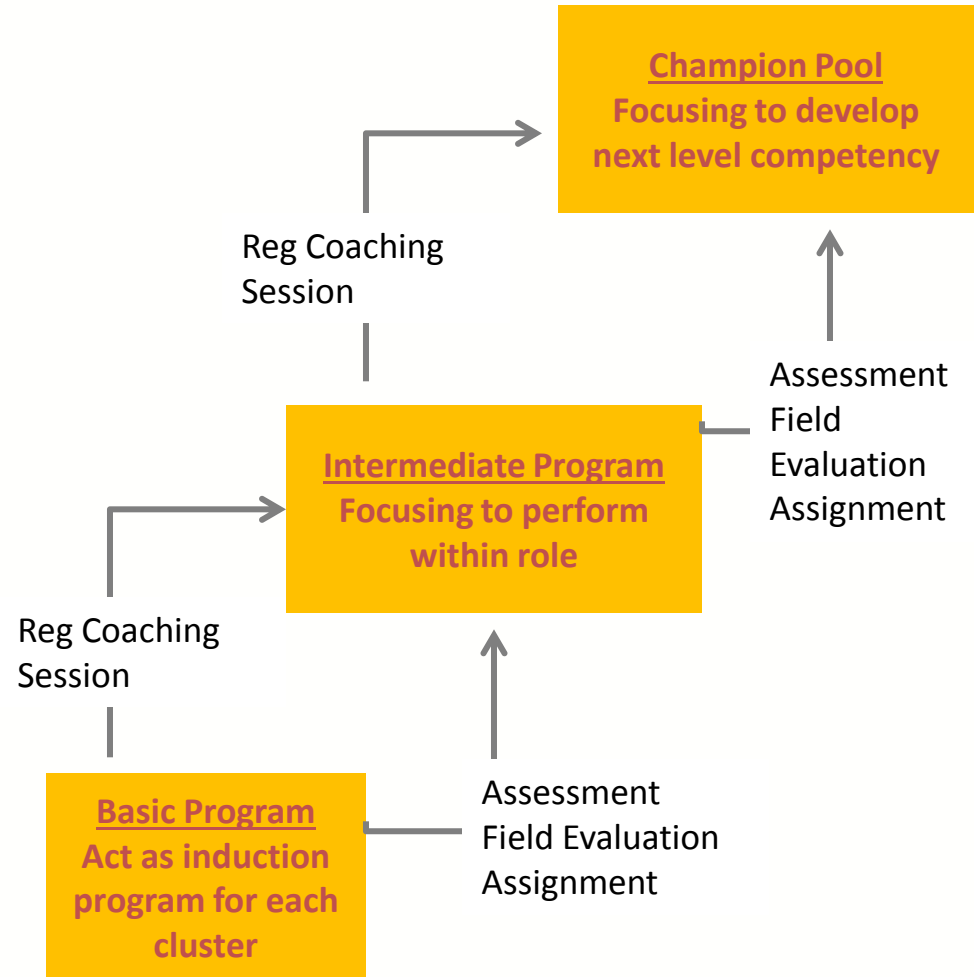 Champion Pool
Focusing to develop
next level competency
Reg Coaching
Session
Assessment
Field
Evaluation
Assignment
Intermediate Program
Focusing to perform
within role
Reg Coaching
Session
Assessment
Field Evaluation
Assignment
Basic Program
Act as induction
program for each
cluster